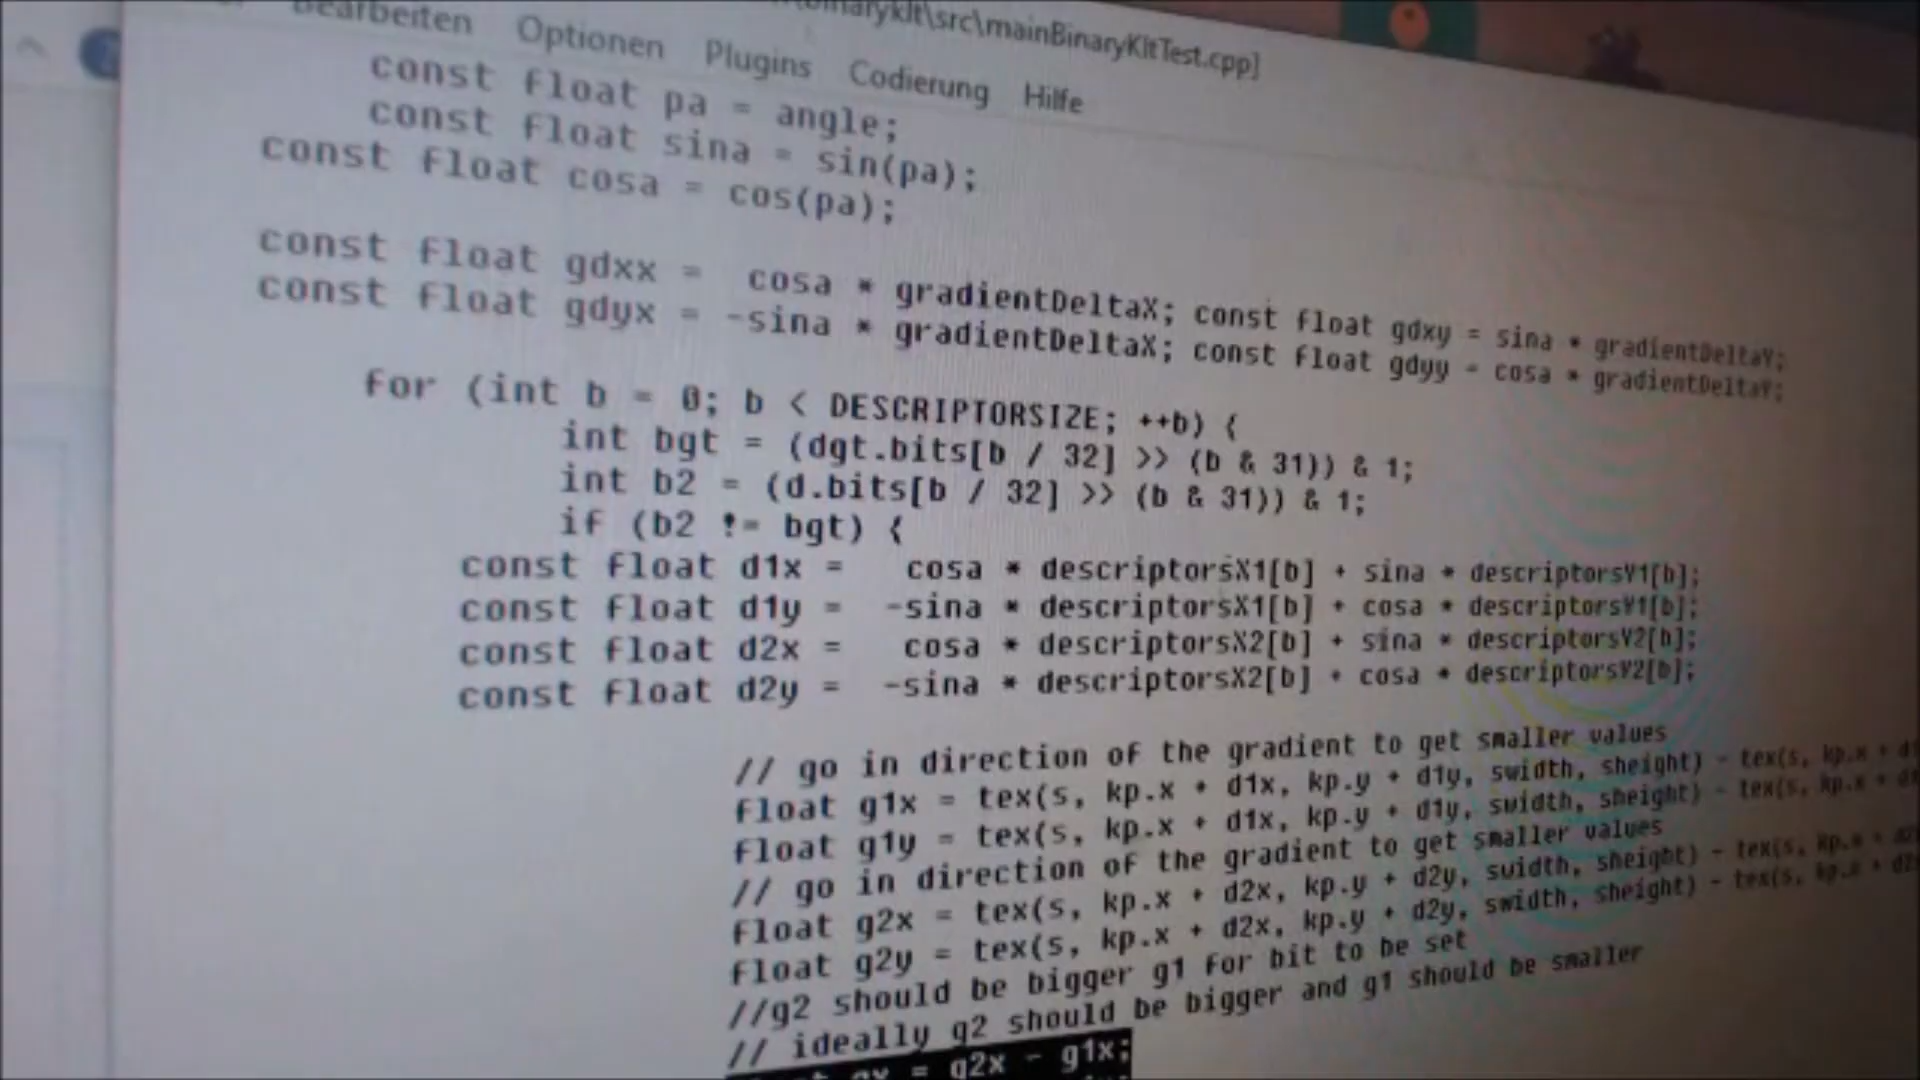 \src\mainBinaryKltTest.cpp]
Bearbeiten Optionen Plugins Codierung Hilfe
const float pa = angle;
const float sina = sin(pa);
const float cosa = cos(pa);
const float gdxx =  cosa * gradientDeltaX; const float gdxy = sina * gradientDeltaY;
const float gdyx = -sina * gradientDeltaX; const float gdyy = cosa * gradientDeltaY;
for (int b = 0; b < DESCRIPTORSIZE; ++b) {
int bgt = (dgt.bits[b / 32] >> (b & 31)) & 1;
int b2 = (d.bits[b / 32] >> (b & 31)) & 1;
if (b2 != bgt) {
const float d1x =  cosa * descriptorsX1[b] + sina * descriptorsY1[b];
const float d1y = -sina * descriptorsX1[b] + cosa * descriptorsY1[b];
const float d2x =  cosa * descriptorsX2[b] + sina * descriptorsY2[b];
const float d2y = -sina * descriptorsX2[b] + cosa * descriptorsY2[b];
// go in direction of the gradient to get smaller values
float g1x = tex(s, kp.x + d1x, kp.y + d1y, swidth, sheight) - tex(s, kp.x +
float g1y = tex(s, kp.x + d1x, kp.y + d1y, swidth, sheight) - tex(s, kp.x +
// go in direction of the gradient to get smaller values
float g2x = tex(s, kp.x + d2x, kp.y + d2y, swidth, sheight) - tex(s, kp.x +
float g2y = tex(s, kp.x + d2x, kp.y + d2y, swidth, sheight) - tex(s, kp.x +
//g2 should be bigger g1 for bit to be set
// ideally g2 should be bigger and g1 should be smaller
gx = g2x - g1x;